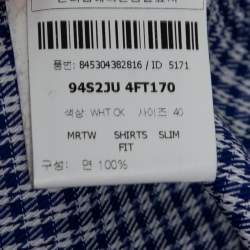 품번: 845304382816 / ID 5171
94S2JU 4FT170
색상 WHT CK 사이즈 40
MRTW SHIRTS SLIM
FIT
구성: 면 100%